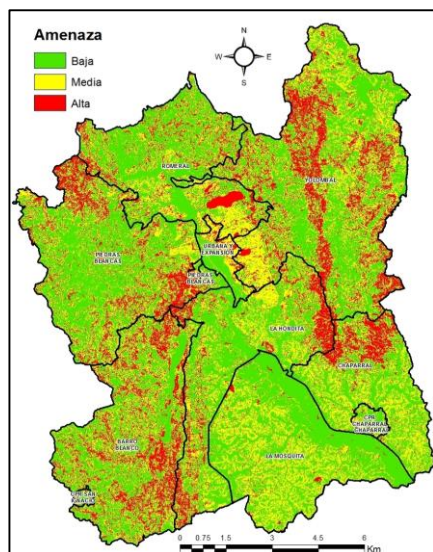 Amenaza
Baja
Media
Alta
N
W E
S
ROMERAL
YOLOMBAL
URBANA Y
EXPANSION
PIEDRAS
BLANCAS
PIEDRAS
BLANCAS
LA HONDITA
CHAPARRAL
CPR
CHAPARRAL
CHAPARRAL
BARRO
BLANCO
LA MOSQUITA
0 0.75 1.5 3 4.5 6
Km